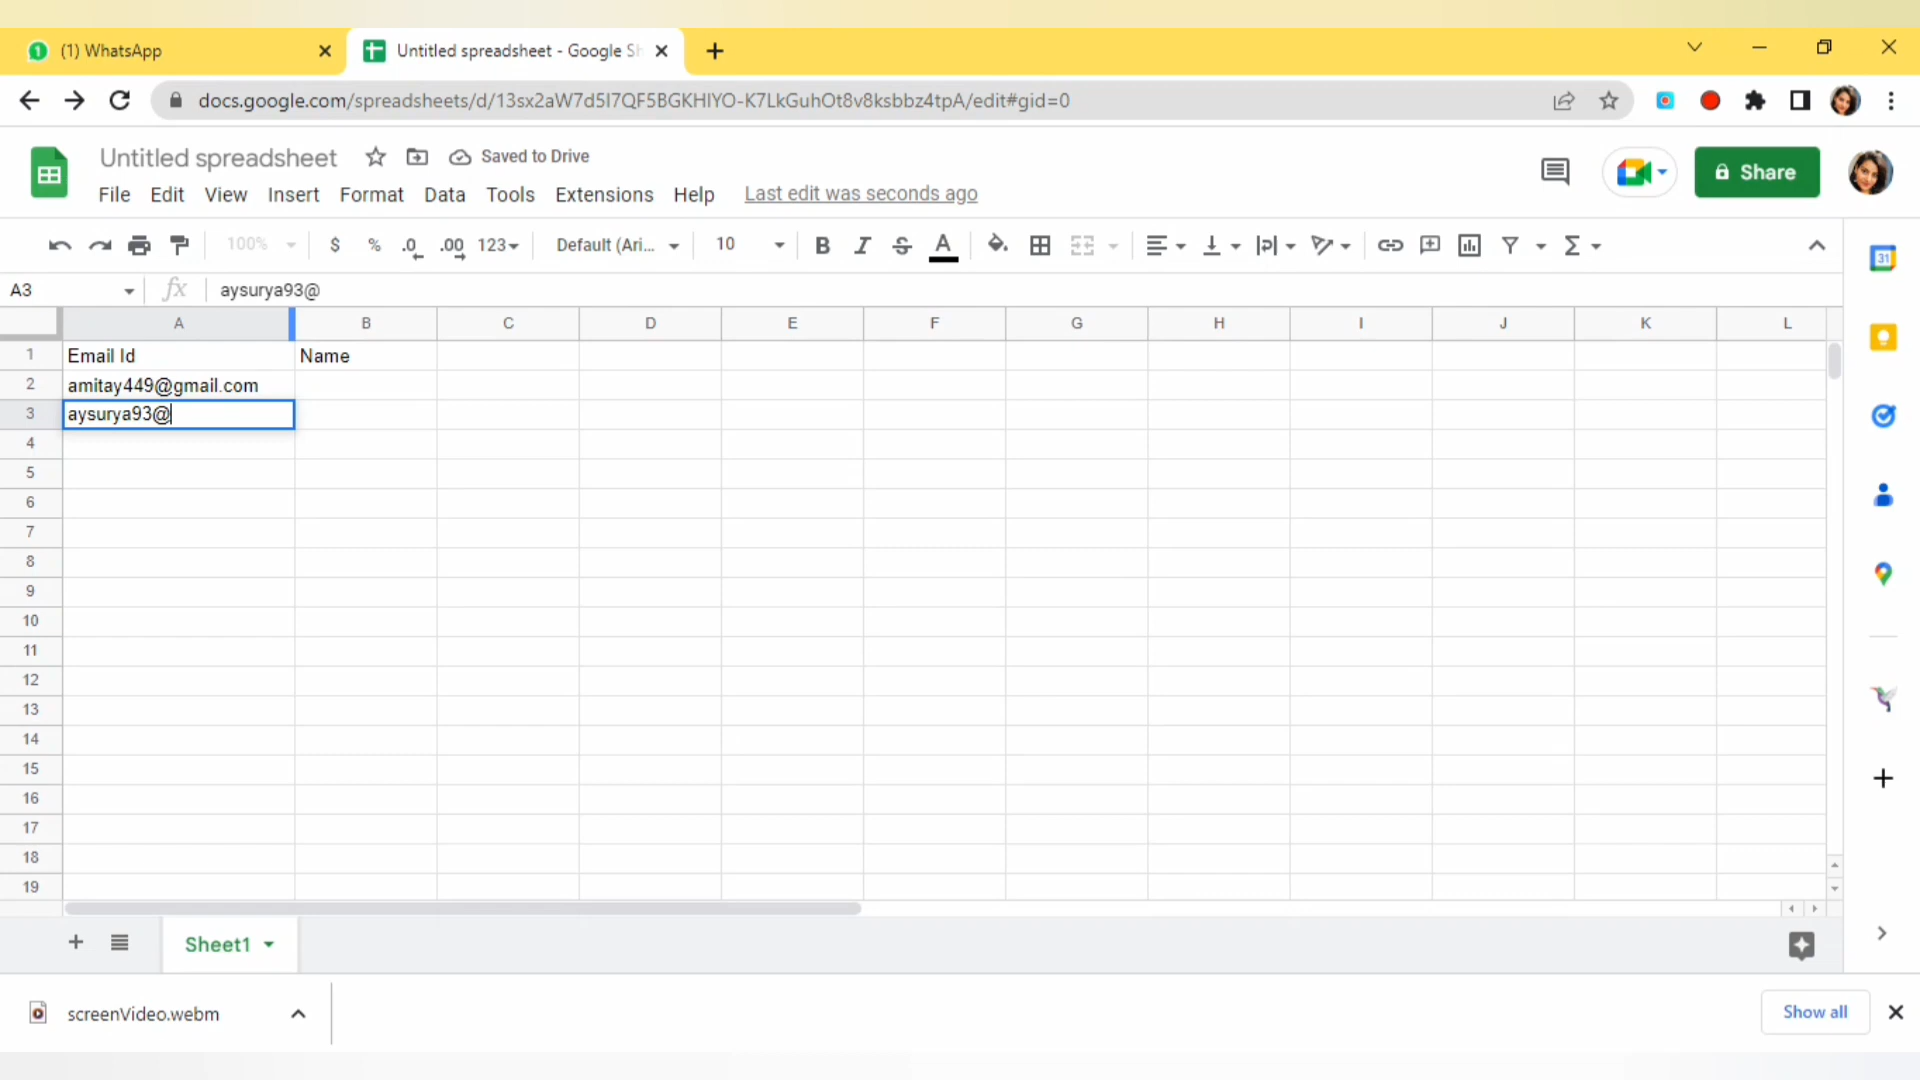 (1) WhatsApp
Untitled spreadsheet - Google Sh
docs.google.com/spreadsheets/d/13sx2aW7d5I7QF5BGKHIYO-K7LkGuhOt8v8ksbbz4tpA/edit#gid=0
Untitled spreadsheet
Saved to Drive
File Edit View Insert Format Data Tools Extensions Help Last edit was seconds ago
Share
100% $ % .0 .00 123 Default (Ari... 10 B I S A
A3 fx aysurya93@
A B C D E F G H I J K L
1 Email Id Name
2 amitay449@gmail.com
3 aysurya93@
4
5
6
7
8
9
10
11
12
13
14
15
16
17
18
19
31
Sheet1
screenVideo.webm
Show all